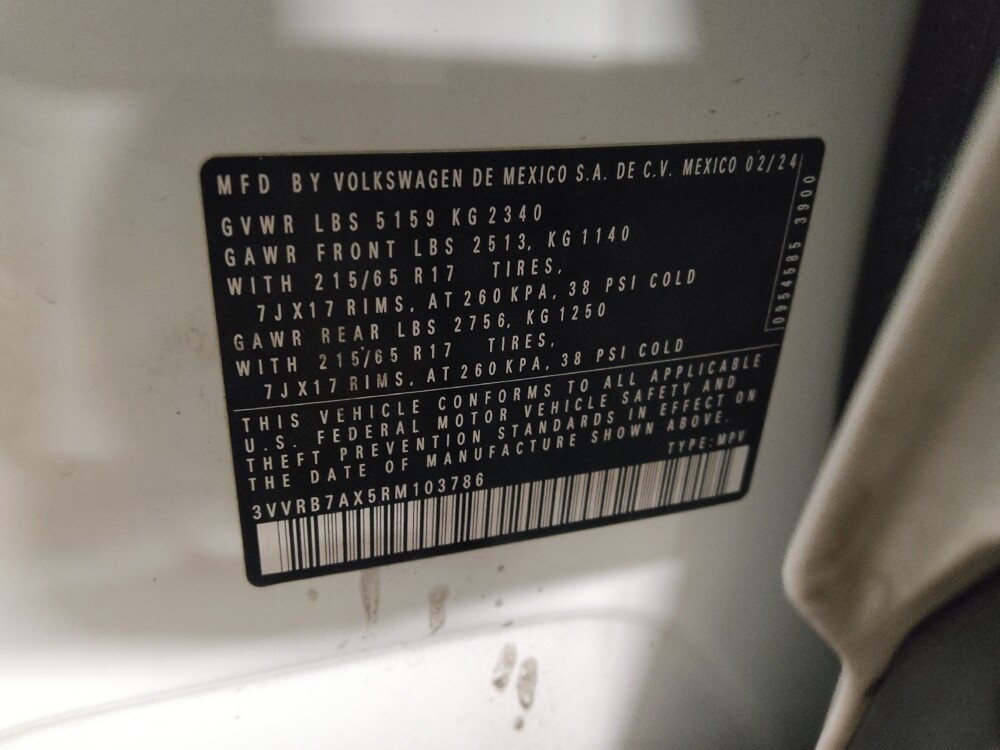 MFD BY VOLKSWAGEN DE MEXICO S.A. DE C.V. MEXICO 02/24
GVWR LBS 5159 KG 2340
GAWR FRONT LBS 2513, KG 1140
WITH 215/65 R17 TIRES,
7JX17 RIMS, AT 260 KPA, 38 PSI COLD
GAWR REAR LBS 2756, KG 1250
WITH 215/65 R17 TIRES,
7JX17 RIMS, AT 260 KPA, 38 PSI COLD
THIS VEHICLE CONFORMS TO ALL APPLICABLE
U.S. FEDERAL MOTOR VEHICLE SAFETY AND
THEFT PREVENTION STANDARDS IN EFFECT ON
THE DATE OF MANUFACTURE SHOWN ABOVE.
TYPE: MPV
3VVRB7AX5RM103786
0954585 3900